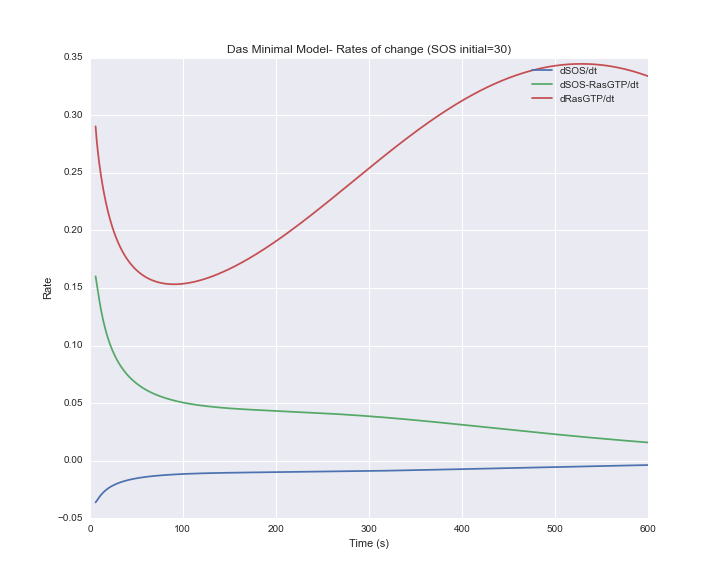 Das Minimal Model- Rates of change (SOS initial=30)
0.35
0.30
0.25
0.20
0.15
0.10
0.05
0.00
−0.05
Rate
dSOS/dt
dSOS-RasGTP/dt
dRasGTP/dt
0 100 200 300 400 500 600
Time (s)